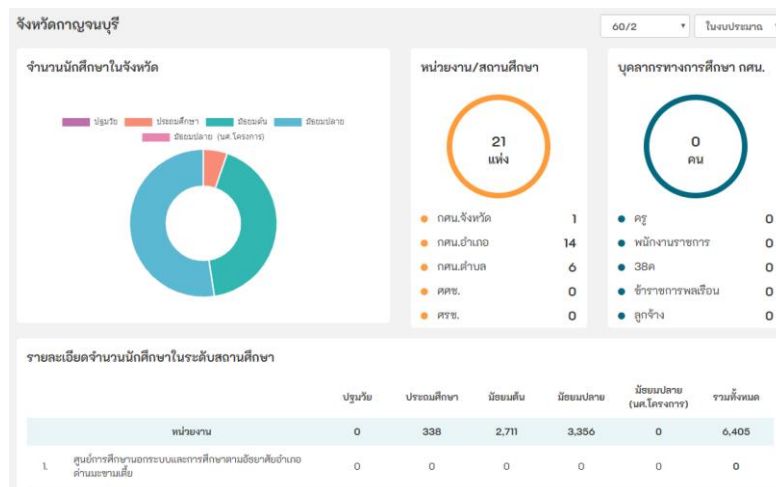 จังหวัดกาญจนบุรี
60/2
ในงบประมาณ
จำนวนนักศึกษาในจังหวัด
ปฐมวัย
ประถมศึกษา
มัธยมต้น
มัธยมปลาย
มัธยมปลาย (นศ.โครงการ)
หน่วยงาน/สถานศึกษา
21
แห่ง
กศน.จังหวัด 1
กศน.อำเภอ 14
กศน.ตำบล 6
ศศช. 0
ศรช. 0
บุคลากรทางการศึกษา กศน.
0
คน
ครู 0
พนักงานราชการ 0
38ค 0
ข้าราชการพลเรือน 0
ลูกจ้าง 0
รายละเอียดจำนวนนักศึกษาในระดับสถานศึกษา
ปฐมวัย ประถมศึกษา มัธยมต้น มัธยมปลาย มัธยมปลาย (นศ.โครงการ) รวมทั้งหมด
หน่วยงาน 0 338 2,711 3,356 0 6,405
1. ศูนย์การศึกษานอกระบบและการศึกษาตามอัธยาศัยอำเภอ
ด่านมะขามเตี้ย 0 0 0 0 0 0